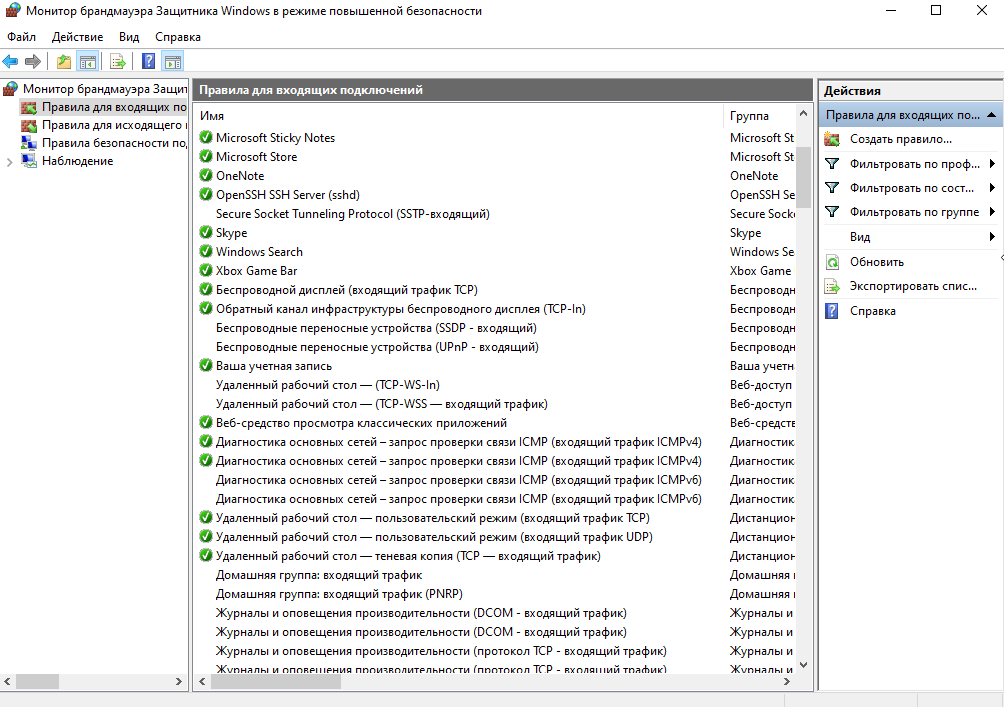 Монитор брандмауэра Защитника Windows в режиме повышенной безопасности
Файл Действие Вид Справка
Монитор брандмауэра Защит
Правила для входящих по
Правила для исходящего
Правила безопасности по
Наблюдение
Правила для входящих подключений
Имя Группа
Microsoft Sticky Notes Microsoft St
Microsoft Store Microsoft St
OneNote OneNote
OpenSSH SSH Server (sshd) OpenSSH Se
Secure Socket Tunneling Protocol (SSTP-входящий) Secure Sock
Skype Skype
Windows Search Windows Se
Xbox Game Bar Xbox Game
Беспроводной дисплей (входящий трафик TCP) Беспроводн
Обратный канал инфраструктуры беспроводного дисплея (TCP-In) Беспроводн
Беспроводные переносные устройства (SSDP - входящий) Беспроводн
Беспроводные переносные устройства (UPnP - входящий) Беспроводн
Ваша учетная запись Ваша учетн
Удаленный рабочий стол — (TCP-WS-In) Веб-доступ
Удаленный рабочий стол — (TCP-WSS — входящий трафик) Веб-доступ
Веб-средство просмотра классических приложений Веб-средств
Диагностика основных сетей – запрос проверки связи ICMP (входящий трафик ICMPv4) Диагностик
Диагностика основных сетей – запрос проверки связи ICMP (входящий трафик ICMPv4) Диагностик
Диагностика основных сетей – запрос проверки связи ICMP (входящий трафик ICMPv6) Диагностик
Диагностика основных сетей – запрос проверки связи ICMP (входящий трафик ICMPv6) Диагностик
Удаленный рабочий стол — пользовательский режим (входящий трафик TCP) Дистанцион
Удаленный рабочий стол — пользовательский режим (входящий трафик UDP) Дистанцион
Удаленный рабочий стол — теневая копия (TCP — входящий трафик) Дистанцион
Домашняя группа: входящий трафик Домашняя
Домашняя группа: входящий трафик (PNRP) Домашняя
Журналы и оповещения производительности (DCOM - входящий трафик) Журналы и
Журналы и оповещения производительности (DCOM - входящий трафик) Журналы и
Журналы и оповещения производительности (протокол TCP - входящий трафик) Журналы и
Журналы и оповещения производительности (протокол TCP - входящий трафик) Журналы и
Действия
Правила для входящих по...
Создать правило...
Фильтровать по проф...
Фильтровать по сост...
Фильтровать по группе
Вид
Обновить
Экспортировать спис...
Справка